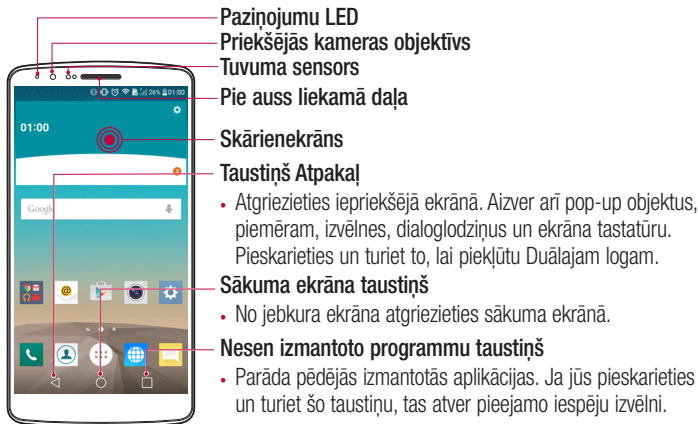 Paziņojumu LED
Priekšējās kameras objektīvs
Tuvuma sensors
Pie auss liekamā daļa
26% 01:00
01:00
Skārienekrāns
Taustiņš Atpakaļ
• Atgriezieties iepriekšējā ekrānā. Aizver arī pop-up objektus,
piemēram, izvēlnes, dialoglodziņus un ekrāna tastatūru.
Pieskarieties un turiet to, lai piekļūtu Duālajam logam.
Google
Sākuma ekrāna taustiņš
• No jebkura ekrāna atgriezieties sākuma ekrānā.
Nesen izmantoto programmu taustiņš
• Parāda pēdējās izmantotās aplikācijas. Ja jūs pieskarieties
un turiet šo taustiņu, tas atver pieejamo iespēju izvēlni.